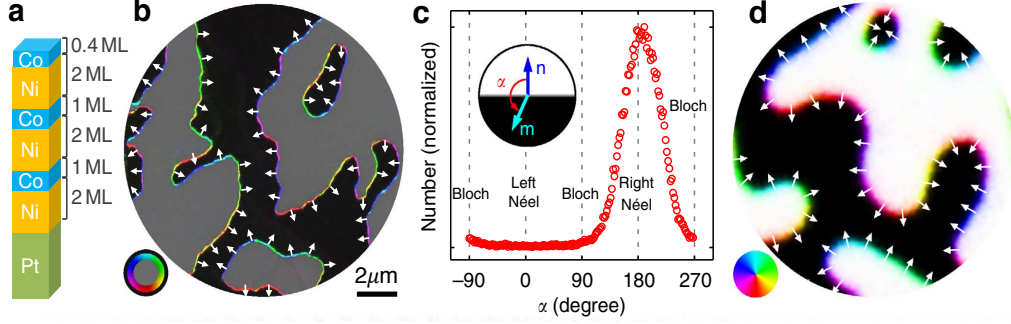 a
0.4 ML
Co
2 ML
Ni
1 ML
Co
2 ML
Ni
1 ML
Co
2 ML
Ni
Pt
b
2μm
c
Number (normalized)
n
α
m
Bloch
Bloch
Left
Néel
Bloch
Right
Néel
−90 0 90 180 270
α (degree)
d